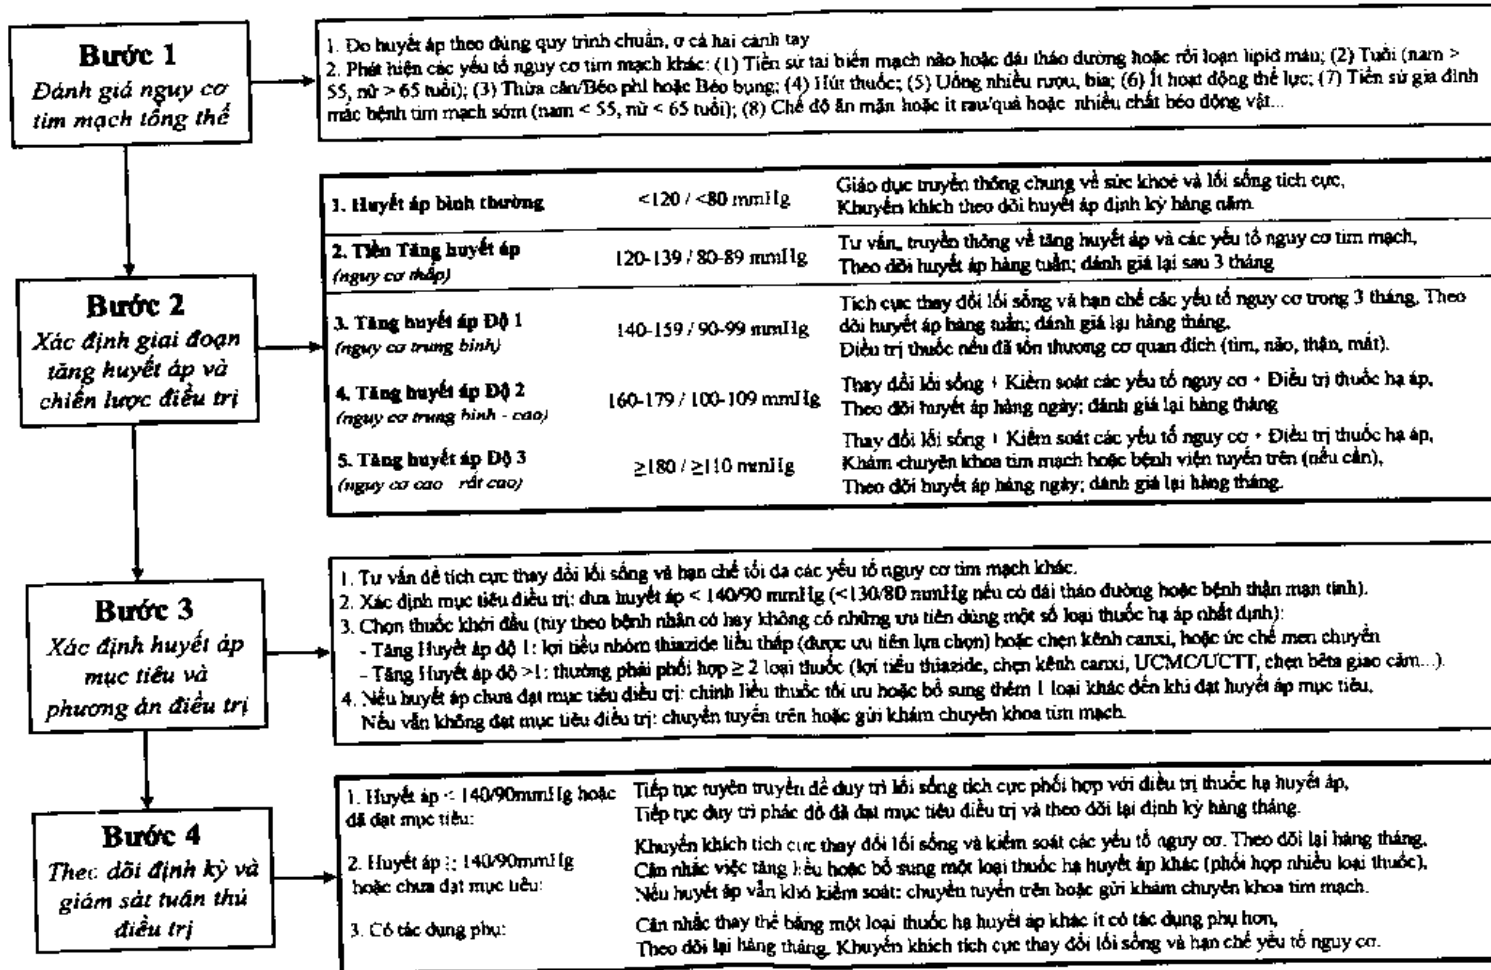 Bước 1
Đánh giá nguy cơ
tim mạch tổng thể
1. Đo huyết áp theo đúng quy trình chuẩn, ở cả hai cánh tay
2. Phát hiện các yếu tố nguy cơ tim mạch khác: (1) Tiền sử tai biến mạch não hoặc đái tháo đường hoặc rối loạn lipid máu; (2) Tuổi (nam >
55, nữ > 65 tuổi); (3) Thừa cân/Béo phì hoặc Béo bụng; (4) Hút thuốc; (5) Uống nhiều rượu, bia; (6) Ít hoạt động thể lực; (7) Tiền sử gia đình
mắc bệnh tim mạch sớm (nam < 55, nữ < 65 tuổi); (8) Chế độ ăn mặn hoặc ít rau/quả hoặc nhiều chất béo động vật...
Bước 2
Xác định giai đoạn
tăng huyết áp và
chiến lược điều trị
1. Huyết áp bình thường
<120 / <80 mmHg
Giáo dục truyền thông chung về sức khoẻ và lối sống tích cực,
Khuyến khích theo dõi huyết áp định kỳ hàng năm.
2. Tiền Tăng huyết áp
(nguy cơ thấp)
120-139 / 80-89 mmHg
Tư vấn, truyền thông về tăng huyết áp và các yếu tố nguy cơ tim mạch,
Theo dõi huyết áp hàng tuần; đánh giá lại sau 3 tháng
3. Tăng huyết áp Độ 1
(nguy cơ trung bình)
140-159 / 90-99 mmHg
Tích cực thay đổi lối sống và hạn chế các yếu tố nguy cơ trong 3 tháng, Theo
dõi huyết áp hàng tuần; đánh giá lại hàng tháng,
Điều trị thuốc nếu đã tổn thương cơ quan đích (tim, não, thận, mắt).
4. Tăng huyết áp Độ 2
(nguy cơ trung bình - cao)
160-179 / 100-109 mmHg
Thay đổi lối sống + Kiểm soát các yếu tố nguy cơ + Điều trị thuốc hạ áp,
Theo dõi huyết áp hàng ngày; đánh giá lại hàng tháng
5. Tăng huyết áp Độ 3
(nguy cơ cao rất cao)
≥180 / ≥110 mmHg
Thay đổi lối sống + Kiểm soát các yếu tố nguy cơ + Điều trị thuốc hạ áp,
Khám chuyên khoa tim mạch hoặc bệnh viện tuyến trên (nếu cần),
Theo dõi huyết áp hàng ngày; đánh giá lại hàng tháng.
Bước 3
Xác định huyết áp
mục tiêu và
phương án điều trị
1. Tư vấn để tích cực thay đổi lối sống và hạn chế tối đa các yếu tố nguy cơ tim mạch khác.
2. Xác định mục tiêu điều trị: đưa huyết áp < 140/90 mmHg (<130/80 mmHg nếu có đái tháo đường hoặc bệnh thận mạn tính).
3. Chọn thuốc khởi đầu (tùy theo bệnh nhân có hay không có những ưu tiên dùng một số loại thuốc hạ áp nhất định):
- Tăng Huyết áp độ 1: lợi tiểu nhóm thiazide liều thấp (được ưu tiên lựa chọn) hoặc chẹn kênh canxi, hoặc ức chế men chuyển
- Tăng Huyết áp độ >1: thường phải phối hợp ≥ 2 loại thuốc (lợi tiểu thiazide, chẹn kênh canxi, UCMC/UCTT, chẹn bêta giao cảm...).
4. Nếu huyết áp chưa đạt mục tiêu điều trị: chỉnh liều thuốc tối ưu hoặc bổ sung thêm 1 loại khác đến khi đạt huyết áp mục tiêu,
Nếu vẫn không đạt mục tiêu điều trị: chuyển tuyến trên hoặc gửi khám chuyên khoa tim mạch.
Bước 4
Theo dõi định kỳ và
giám sát tuân thủ
điều trị
1. Huyết áp < 140/90mmHg hoặc
đã đạt mục tiêu:
Tiếp tục tuyên truyền để duy trì lối sống tích cực phối hợp với điều trị thuốc hạ huyết áp,
Tiếp tục duy trì phác đồ đã đạt mục tiêu điều trị và theo dõi lại định kỳ hàng tháng.
2. Huyết áp ≥ 140/90mmHg
hoặc chưa đạt mục tiêu:
Khuyến khích tích cực thay đổi lối sống và kiểm soát các yếu tố nguy cơ. Theo dõi lại hàng tháng,
Cân nhắc việc tăng liều hoặc bổ sung một loại thuốc hạ huyết áp khác (phối hợp nhiều loại thuốc),
Nếu huyết áp vẫn khó kiểm soát: chuyển tuyến trên hoặc gửi khám chuyên khoa tim mạch.
3. Có tác dụng phụ:
Cân nhắc thay thế bằng một loại thuốc hạ huyết áp khác ít có tác dụng phụ hơn,
Theo dõi lại hàng tháng, Khuyến khích tích cực thay đổi lối sống và hạn chế yếu tố nguy cơ.